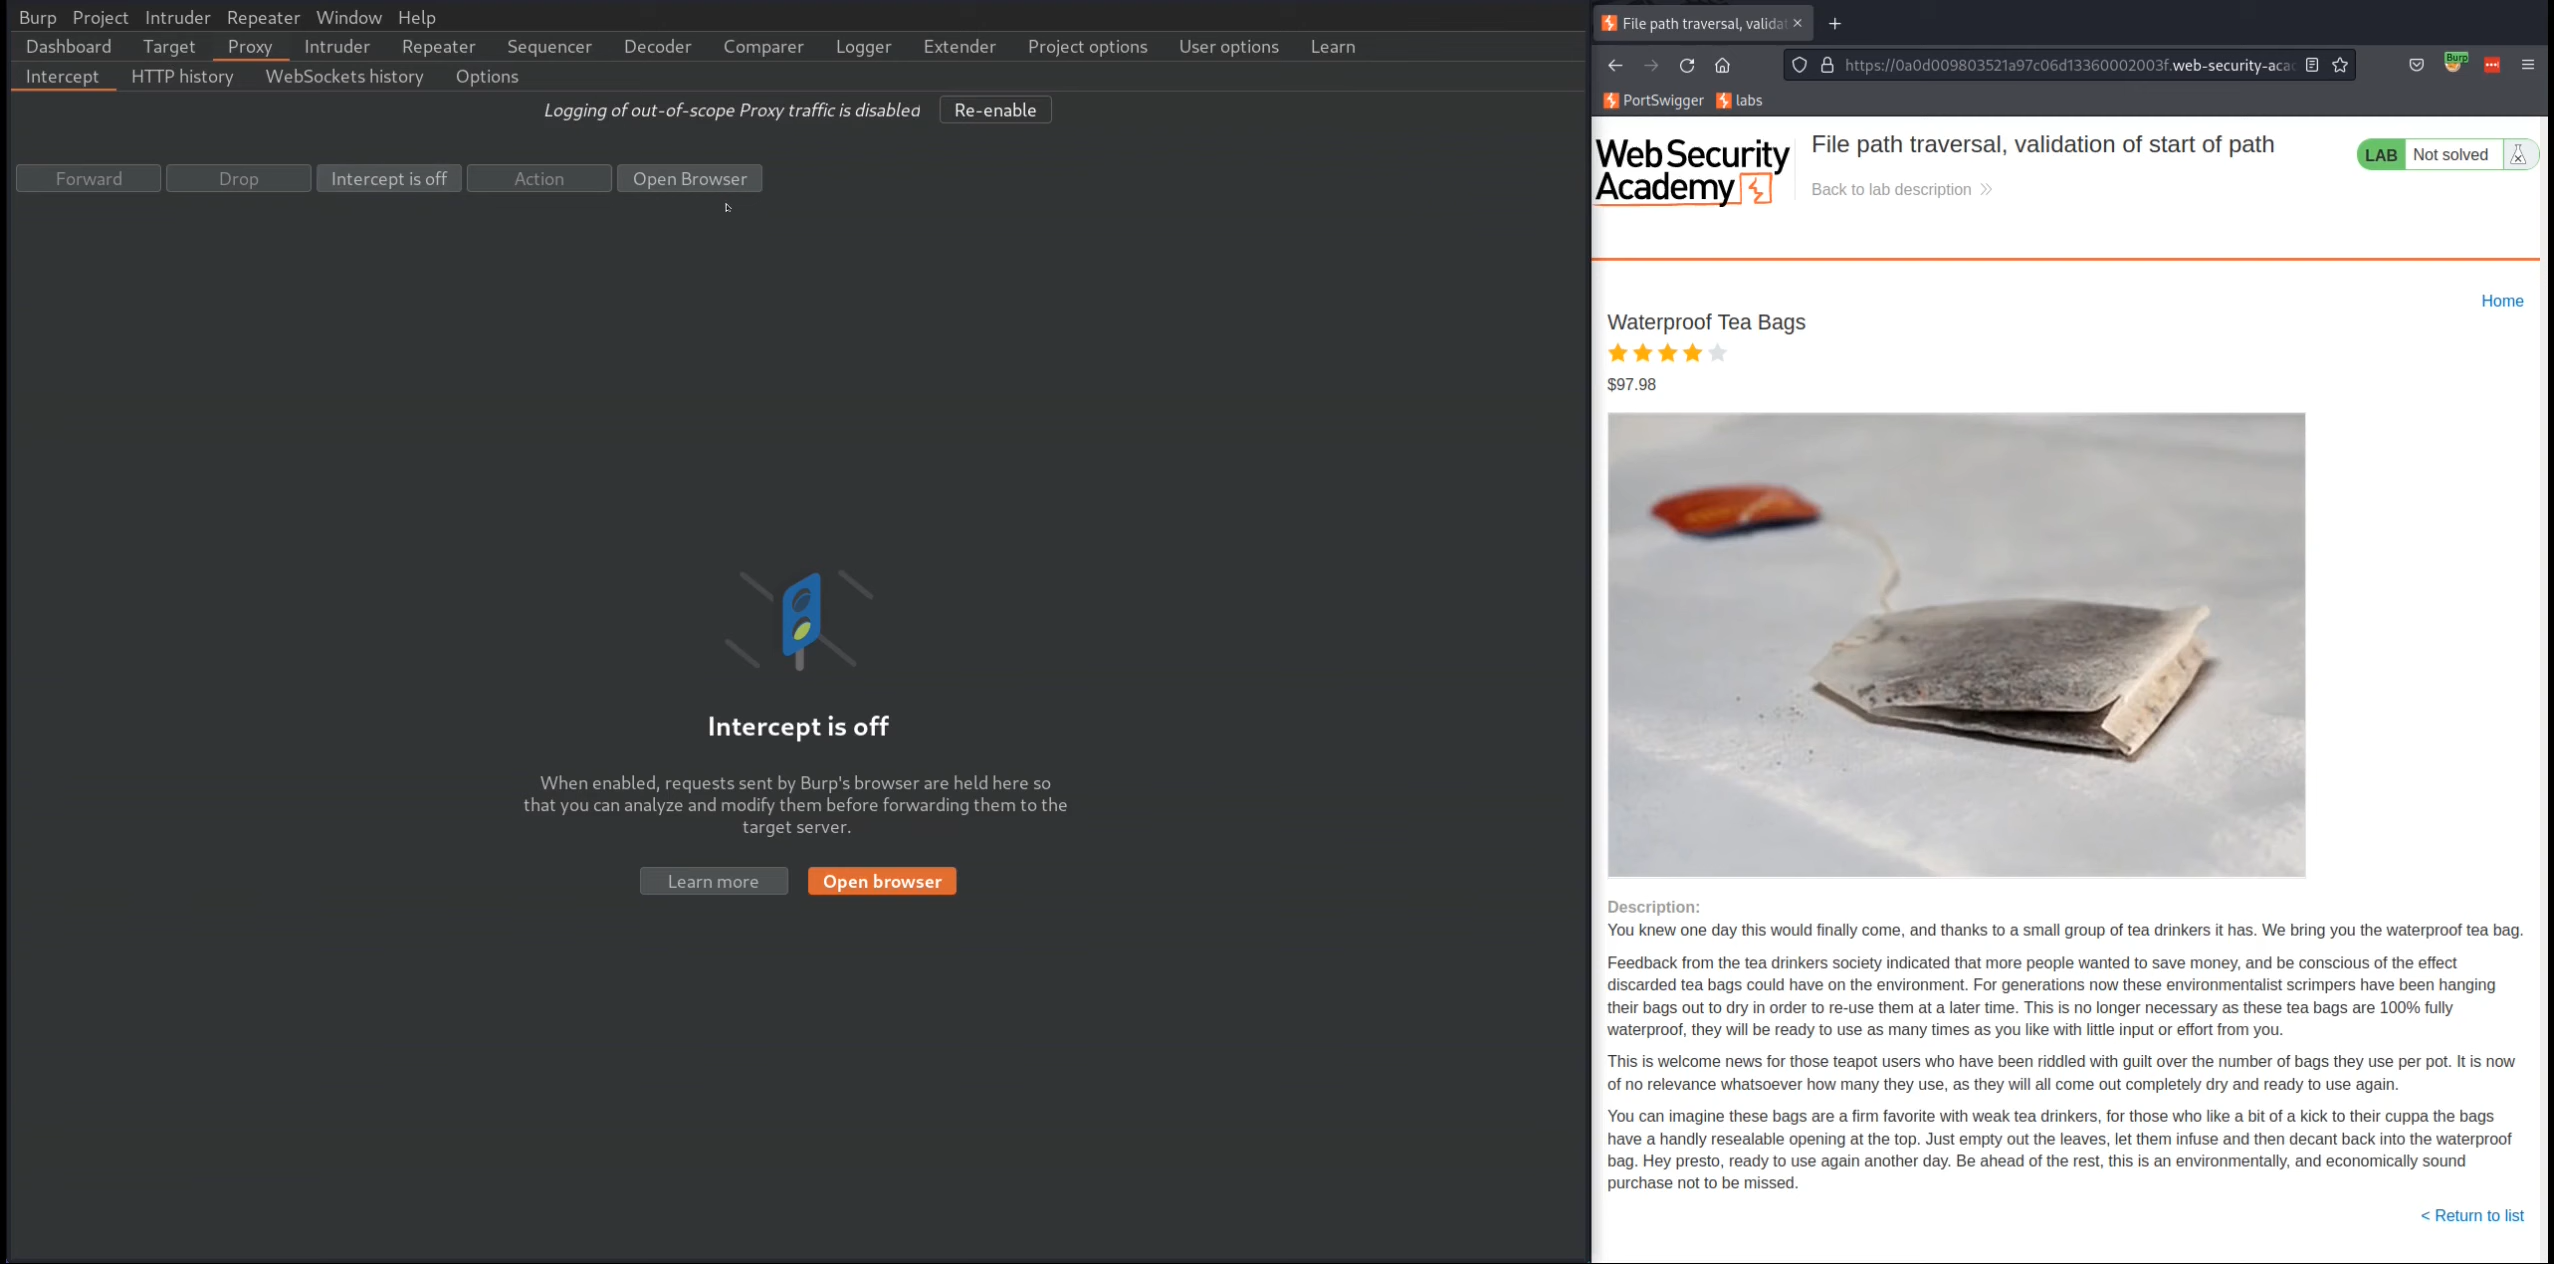 Burp Project Intruder Repeater Window Help
Dashboard Target Proxy Intruder Repeater Sequencer Decoder Comparer Logger Extender Project options User options Learn
Intercept HTTP history WebSockets history Options
Logging of out-of-scope Proxy traffic is disabled Re-enable
Forward Drop Intercept is off Action Open Browser
Intercept is off
When enabled, requests sent by Burp's browser are held here so
that you can analyze and modify them before forwarding them to the
target server.
Learn more Open browser
File path traversal, validat
https://0a0d009803521a97c06d13360002003f.web-security-aca
Burp
PortSwigger labs
Web Security
Academy
File path traversal, validation of start of path
Back to lab description
LAB Not solved
Home
Waterproof Tea Bags
$97.98
Description:
You knew one day this would finally come, and thanks to a small group of tea drinkers it has. We bring you the waterproof tea bag.
Feedback from the tea drinkers society indicated that more people wanted to save money, and be conscious of the effect
discarded tea bags could have on the environment. For generations now these environmentalist scrimpers have been hanging
their bags out to dry in order to re-use them at a later time. This is no longer necessary as these tea bags are 100% fully
waterproof, they will be ready to use as many times as you like with little input or effort from you.
This is welcome news for those teapot users who have been riddled with guilt over the number of bags they use per pot. It is now
of no relevance whatsoever how many they use, as they will all come out completely dry and ready to use again.
You can imagine these bags are a firm favorite with weak tea drinkers, for those who like a bit of a kick to their cuppa the bags
have a handly resealable opening at the top. Just empty out the leaves, let them infuse and then decant back into the waterproof
bag. Hey presto, ready to use again another day. Be ahead of the rest, this is an environmentally, and economically sound
purchase not to be missed.
< Return to list